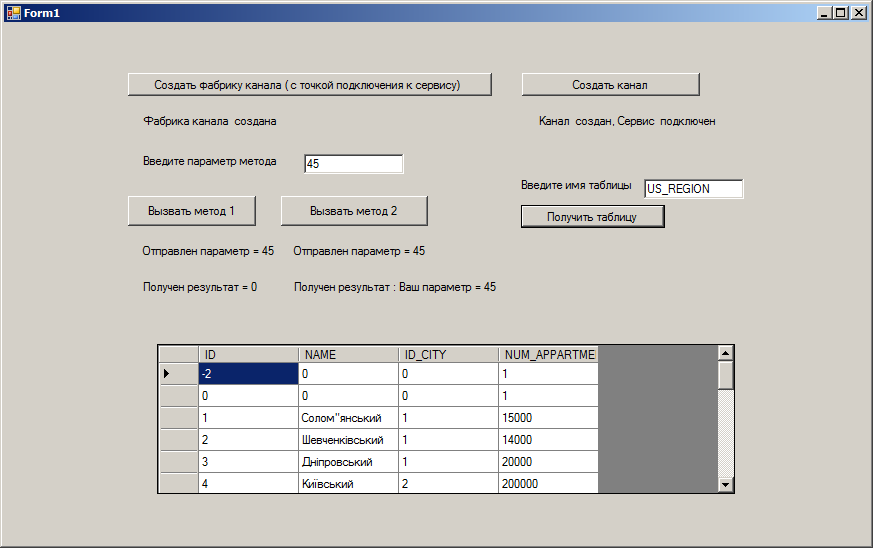 Form1
Создать фабрику канала ( с точкой подключения к сервису)
Создать канал
Фабрика канала создана
Канал создан, Сервис подключен
Введите параметр метода
45
Введите имя таблицы
US_REGION
Вызвать метод 1
Вызвать метод 2
Получить таблицу
Отправлен параметр = 45
Отправлен параметр = 45
Получен результат = 0
Получен результат : Ваш параметр = 45
ID NAME ID_CITY NUM_APPARTME
-2 0 0 1
0 0 0 1
1 Солом"янський 1 15000
2 Шевченківський 1 14000
3 Дніпровський 1 20000
4 Київський 2 200000